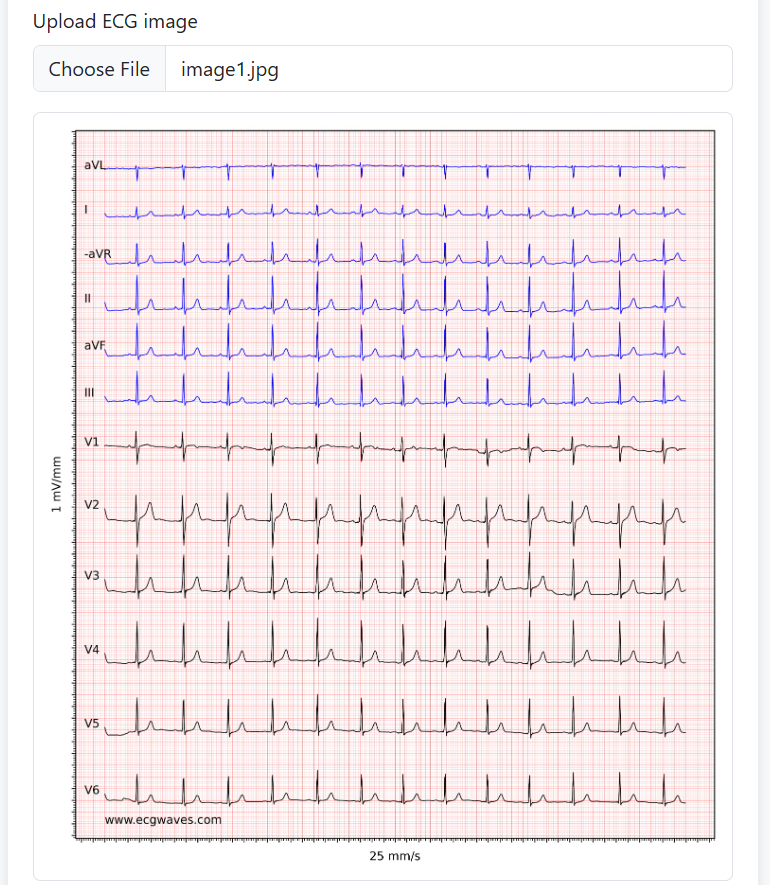 Upload ECG image
Choose File image1.jpg
aVL
I
-aVR
II
aVF
III
V1
1 mV/mm
V2
V3
V4
V5
V6
www.ecgwaves.com
25 mm/s